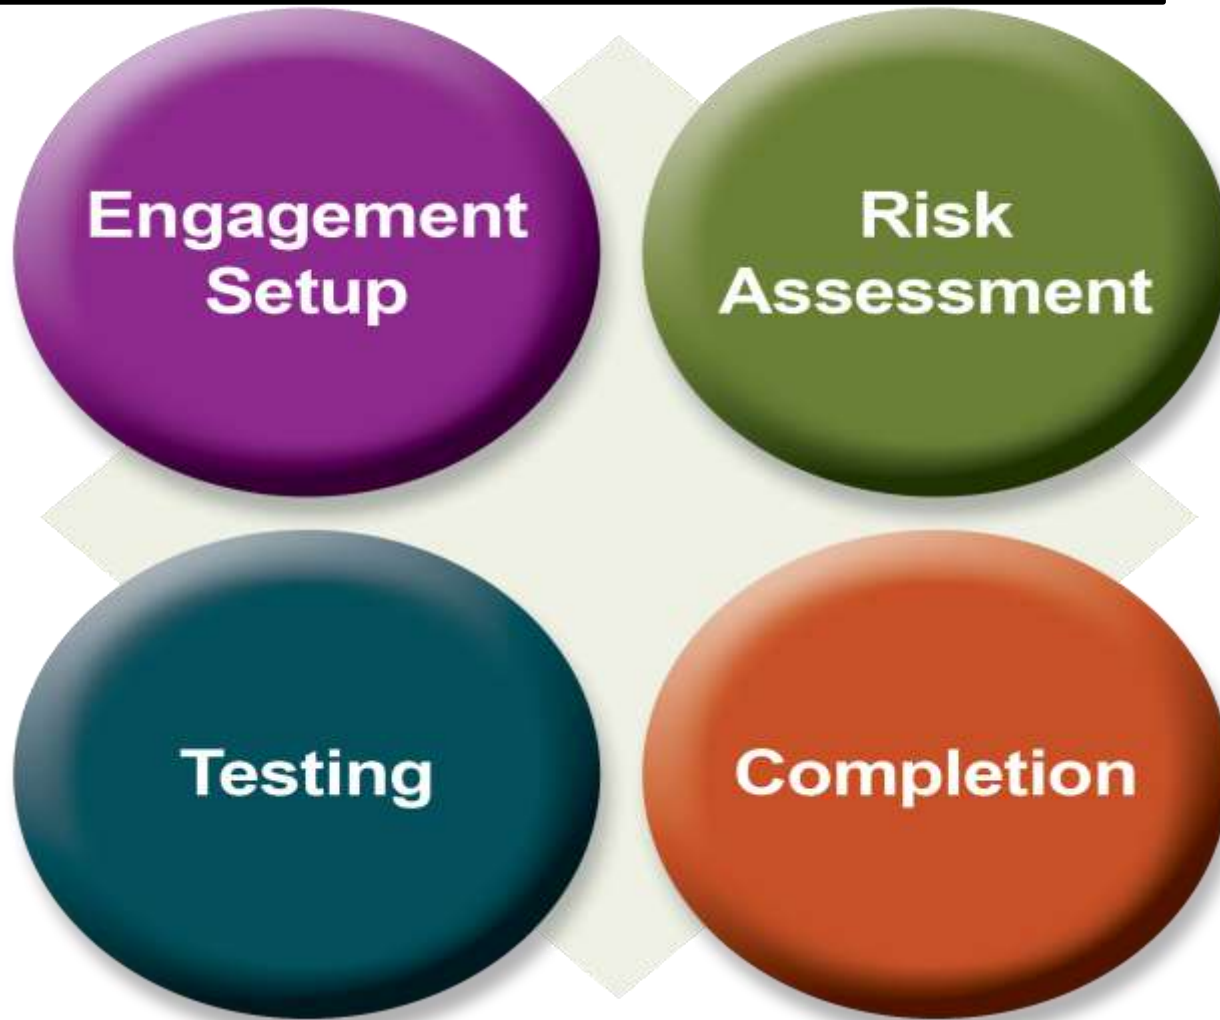 Engagement
Setup
Risk
Assessment
Testing
Completion